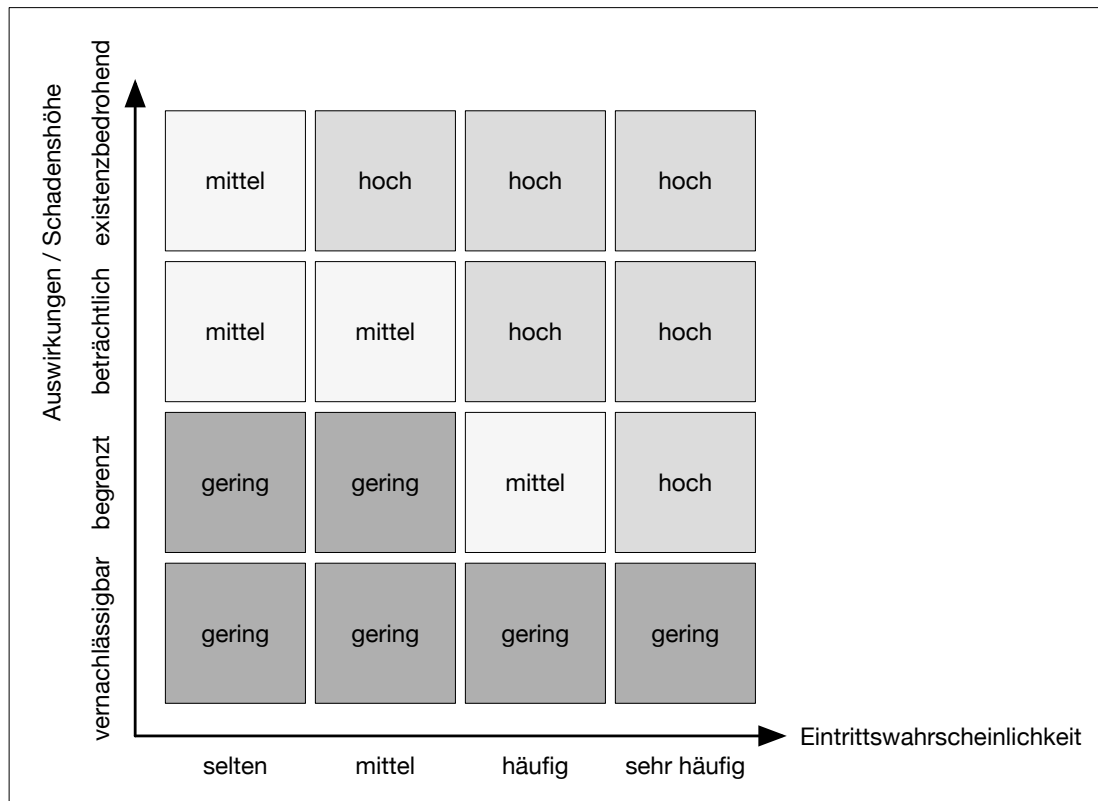 Auswirkungen / Schadenshöhe
existenzbedrohend
mittel
hoch
hoch
hoch
beträchtlich
mittel
mittel
hoch
hoch
begrenzt
gering
gering
mittel
hoch
vernachlässigbar
gering
gering
gering
gering
Eintrittswahrscheinlichkeit
selten
mittel
häufig
sehr häufig